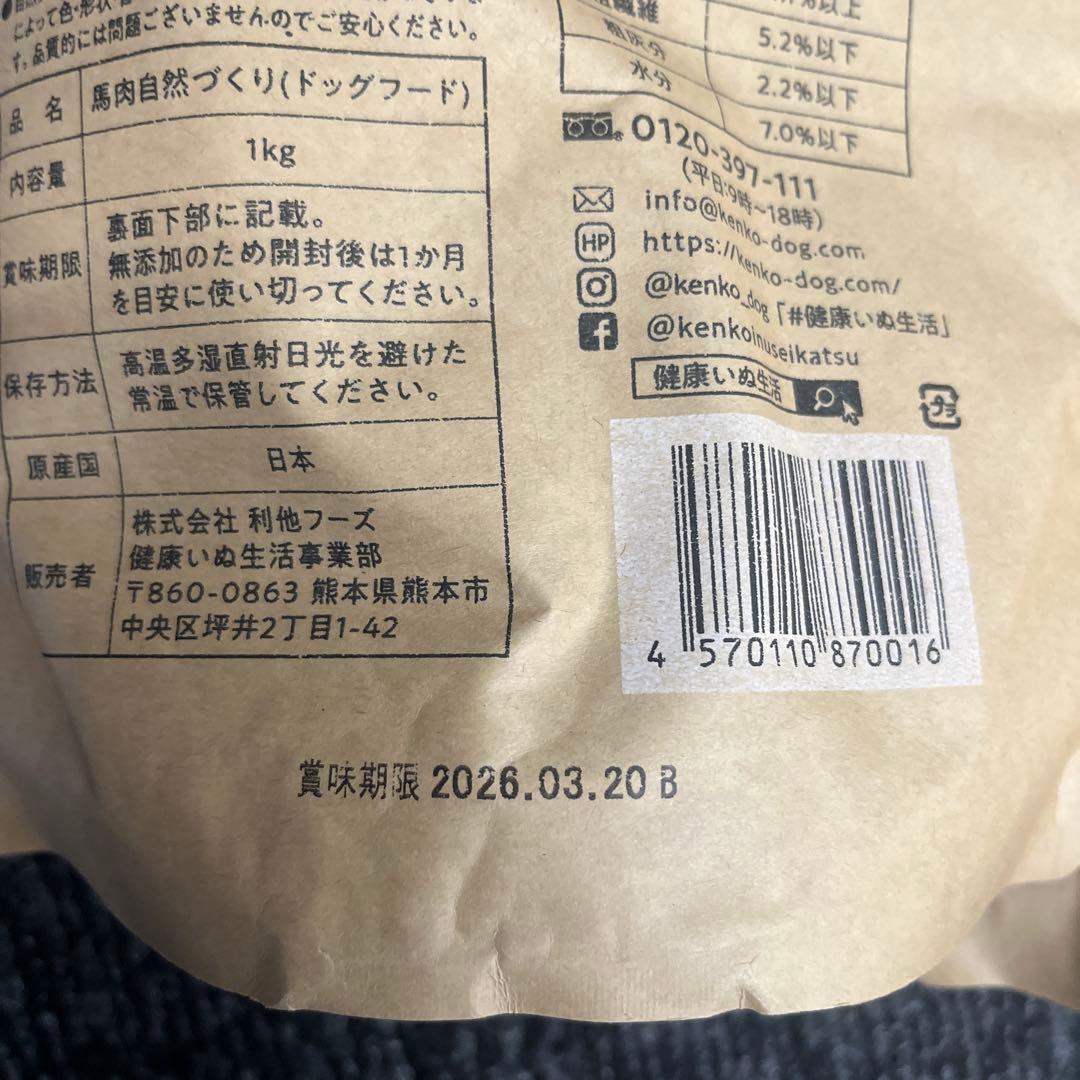 によって色・形状・
す。品質的には問題ございませんのでご安心ください。
品 名 馬肉自然づくり(ドッグフード)
内容量 1kg
賞味期限 裏面下部に記載。
無添加のため開封後は1か月
を目安に使い切ってください。
保存方法 高温多湿直射日光を避けた
常温で保管してください。
原産国 日本
販売者 株式会社 利他フーズ
健康いぬ生活事業部
〒860-0863 熊本県熊本市
中央区坪井2丁目1-42
以上
繊維 5.2%以下
粗灰分 2.2%以下
水分 7.0%以下
0120-397-111
(平日:9時~18時)
info@kenko-dog.com
HP https://kenko-dog.com/
@kenko_dog「#健康いぬ生活」
@kenkoinuseikatsu
健康いぬ生活
プラ
4 570110 870016
賞味期限 2026.03.20 B